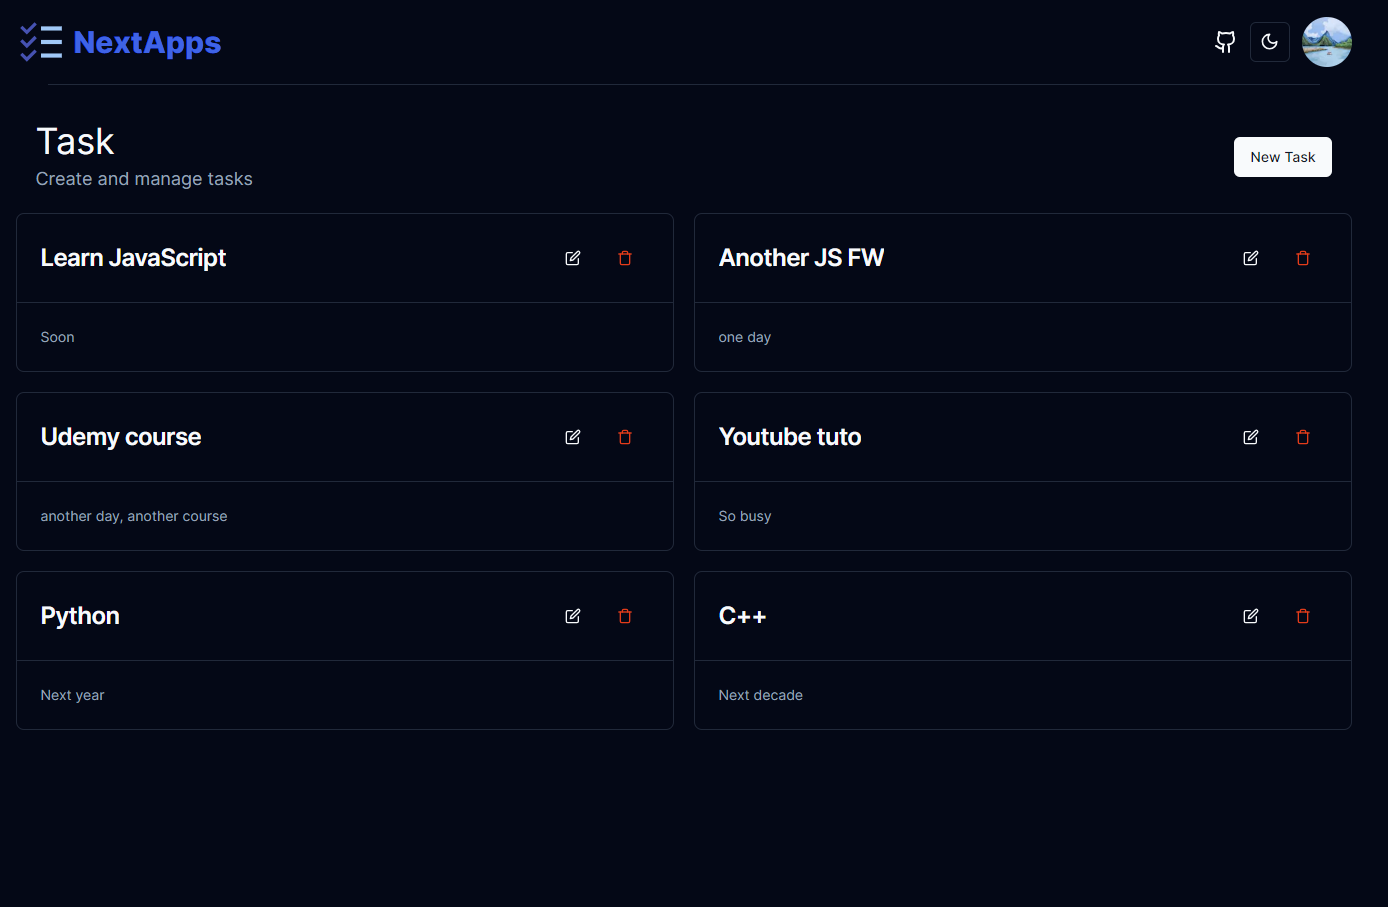 NextApps
Task
Create and manage tasks
New Task
Learn JavaScript
Soon
Another JS FW
one day
Udemy course
another day, another course
Youtube tuto
So busy
Python
Next year
C++
Next decade